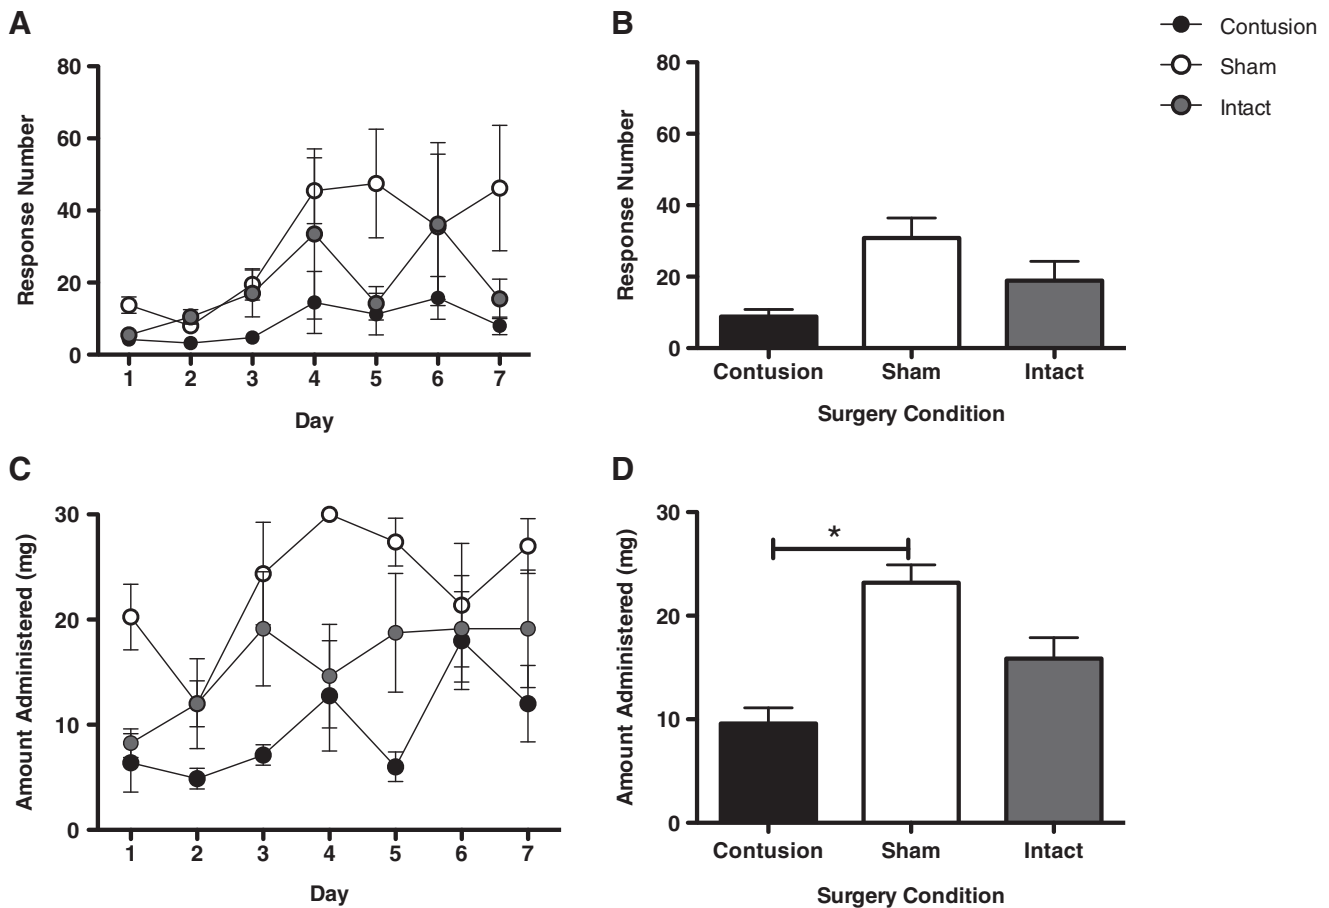 A
80
60
40
20
0
Response Number
1 2 3 4 5 6 7
Day
B
80
60
40
20
0
Response Number
Contusion Sham Intact
Surgery Condition
Contusion
Sham
Intact
C
30
20
10
0
Amount Administered (mg)
1 2 3 4 5 6 7
Day
D
30
20
10
0
Amount Administered (mg)
*
Contusion Sham Intact
Surgery Condition